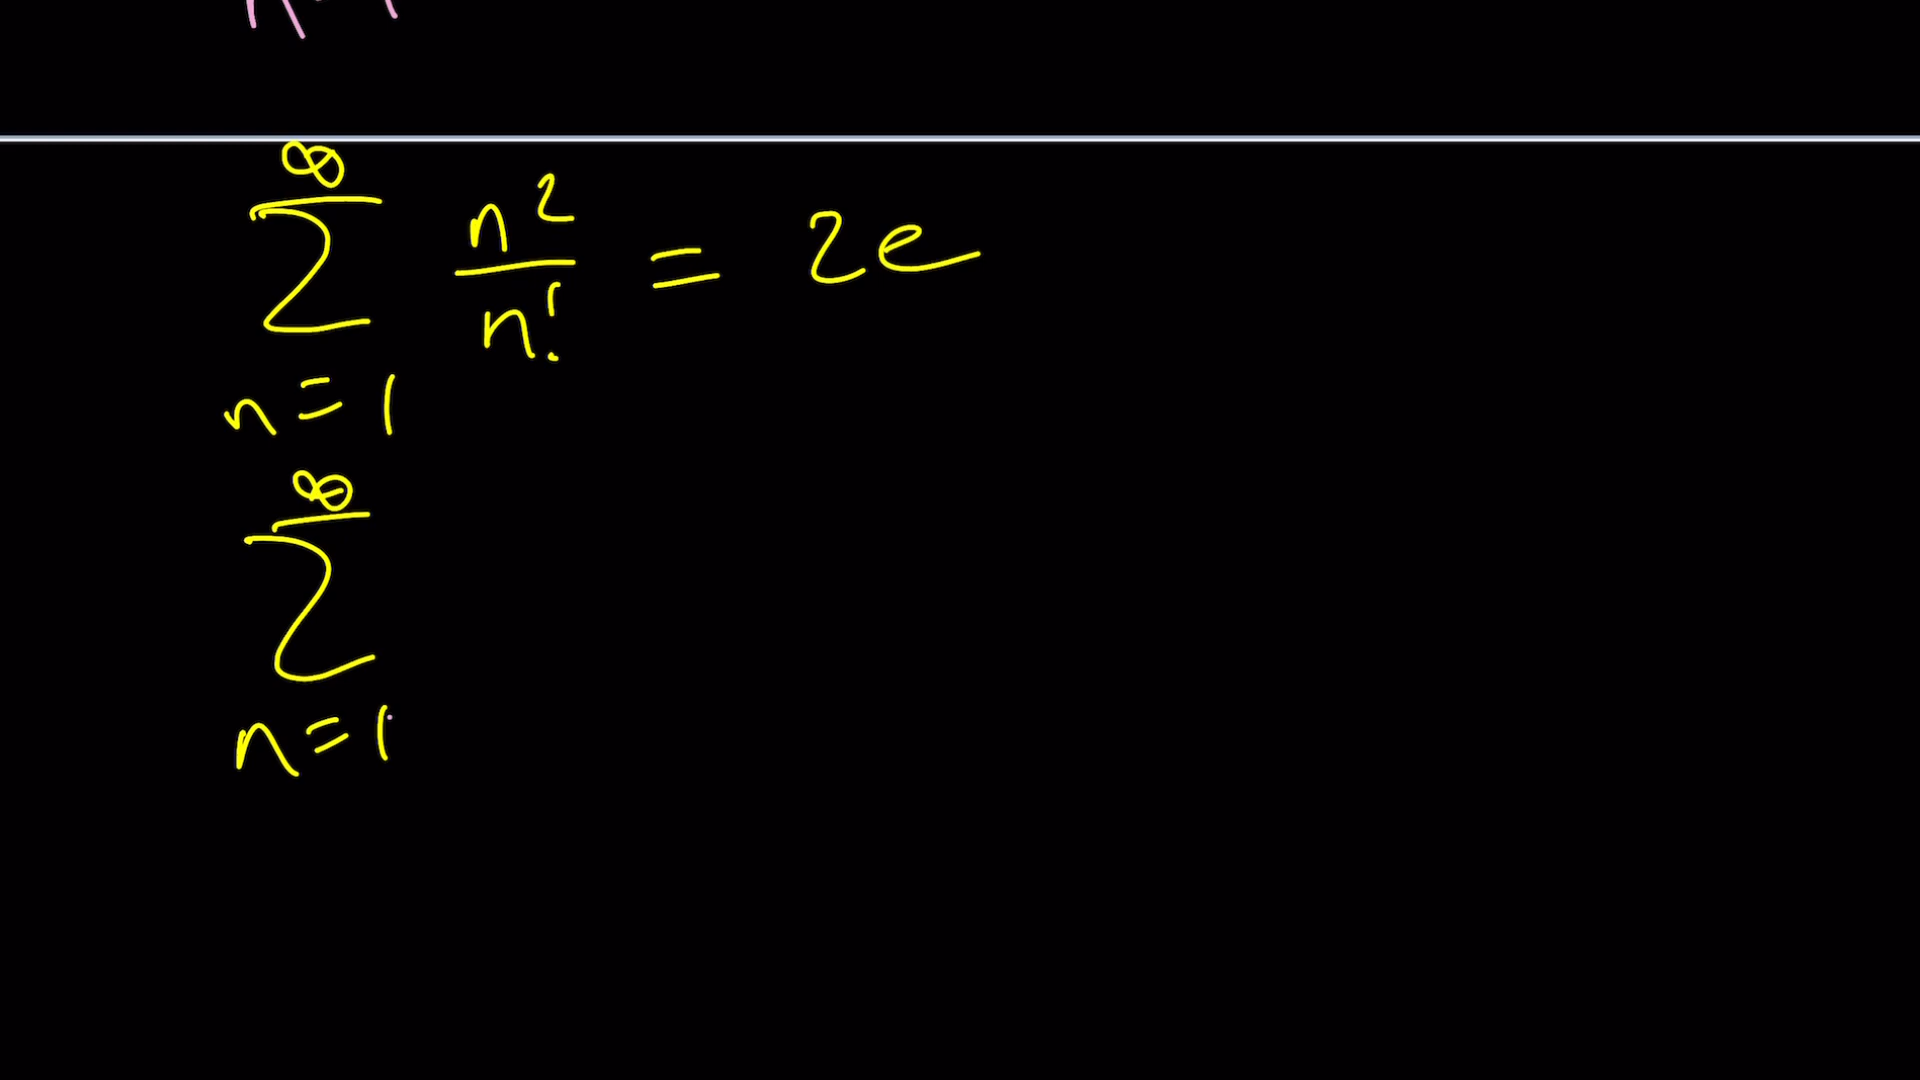 ∞
∑ n²/n! = 2e
n=1
∞
∑
n=1